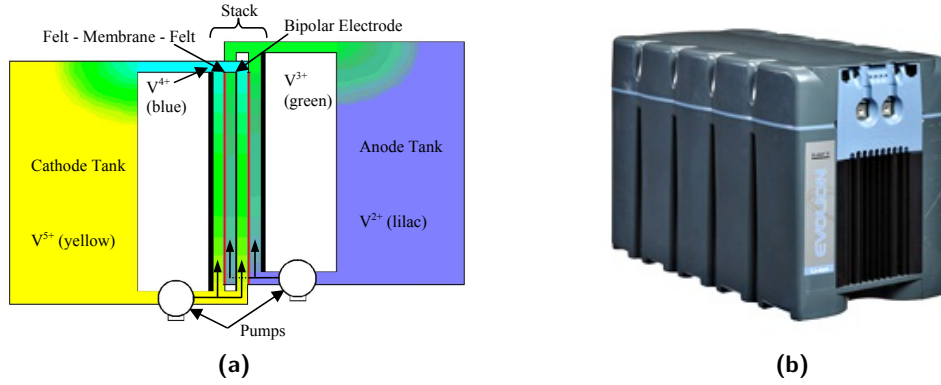 Stack
Felt - Membrane - Felt
Bipolar Electrode
V4+
(blue)
V3+
(green)
Cathode Tank
Anode Tank
V5+ (yellow)
V2+ (lilac)
Pumps
EVOLION
(a)
(b)